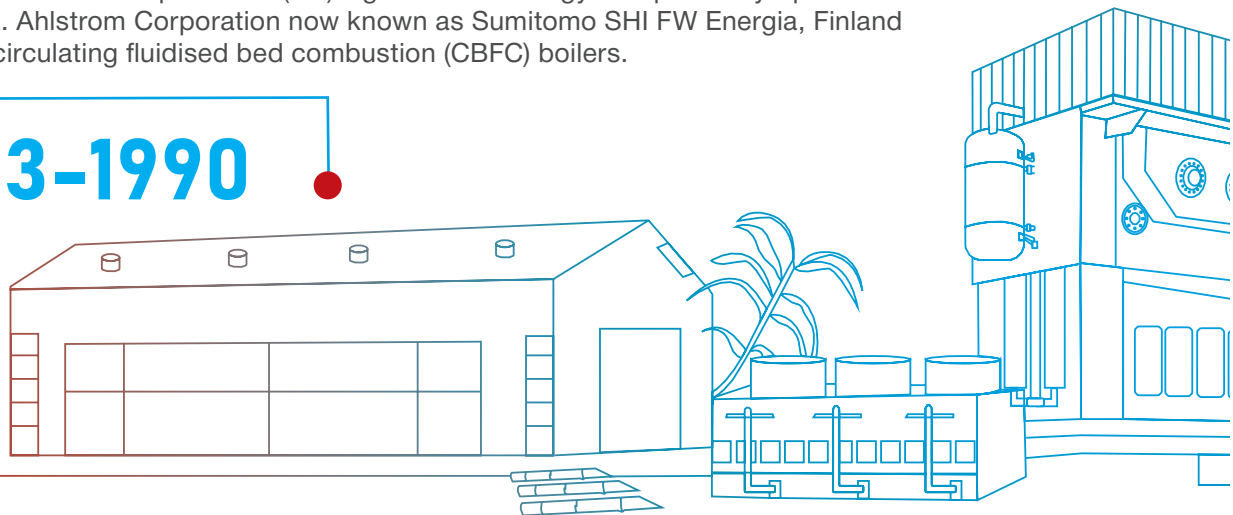 . Ahlstrom Corporation now known as Sumitomo SHI FW Energia, Finland
circulating fluidised bed combustion (CBFC) boilers.
3-1990